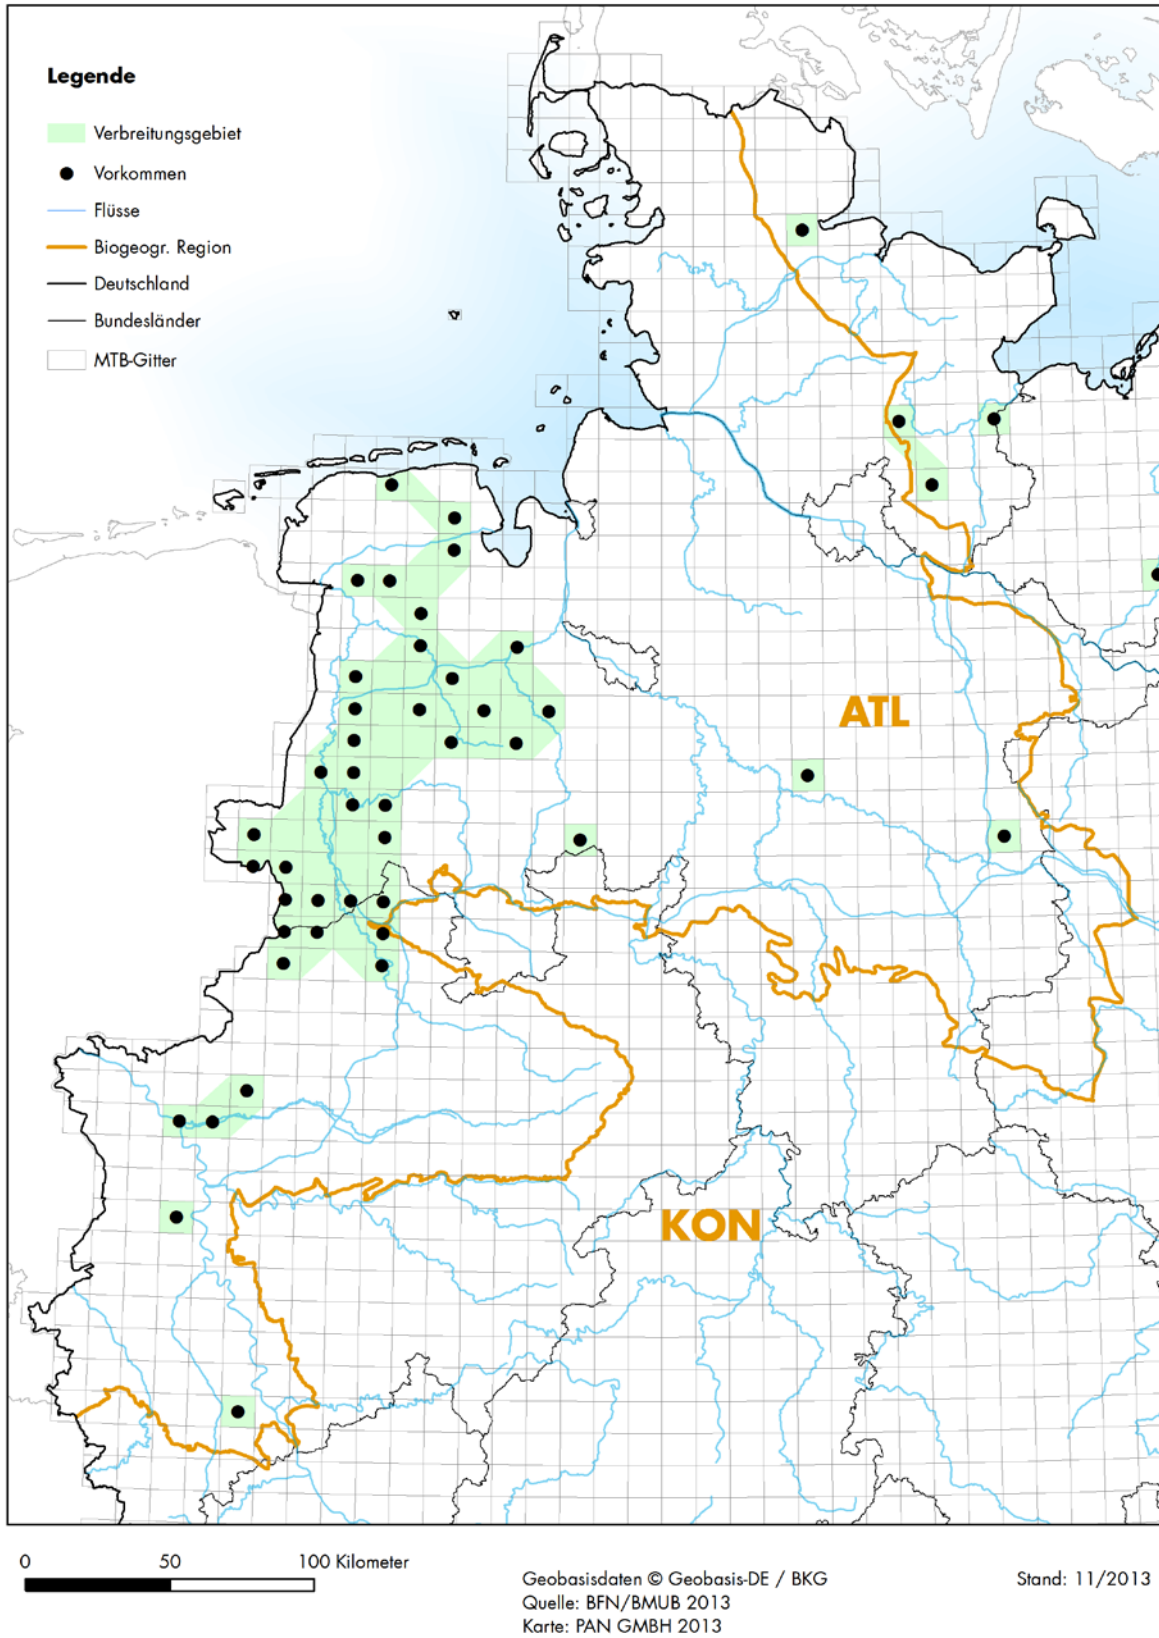 Legende
Verbreitungsgebiet
Vorkommen
Flüsse
Biogeogr. Region
Deutschland
Bundesländer
MTB-Gitter
ATL
KON
0 50 100 Kilometer
Geobasisdaten © Geobasis-DE / BKG
Quelle: BFN/BMUB 2013
Karte: PAN GMBH 2013
Stand: 11/2013